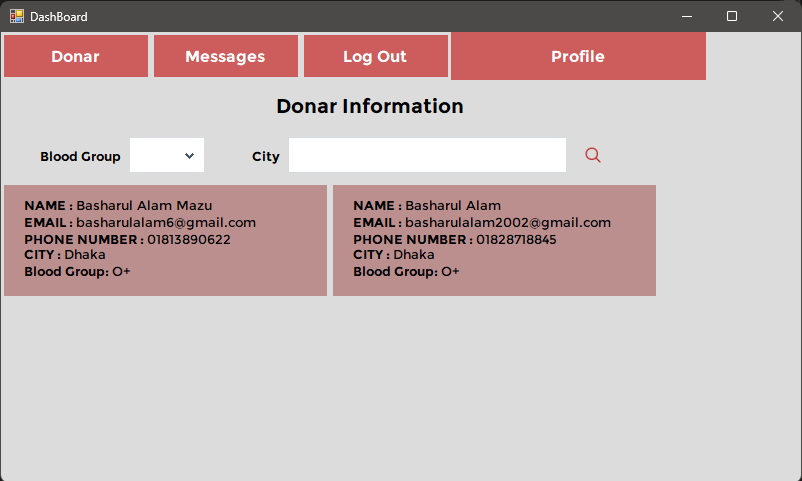 DashBoard
Donar Messages Log Out Profile
Donar Information
Blood Group City
NAME : Basharul Alam Mazu
EMAIL : basharulalam6@gmail.com
PHONE NUMBER : 01813890622
CITY : Dhaka
Blood Group: O+
NAME : Basharul Alam
EMAIL : basharulalam2002@gmail.com
PHONE NUMBER : 01828718845
CITY : Dhaka
Blood Group: O+